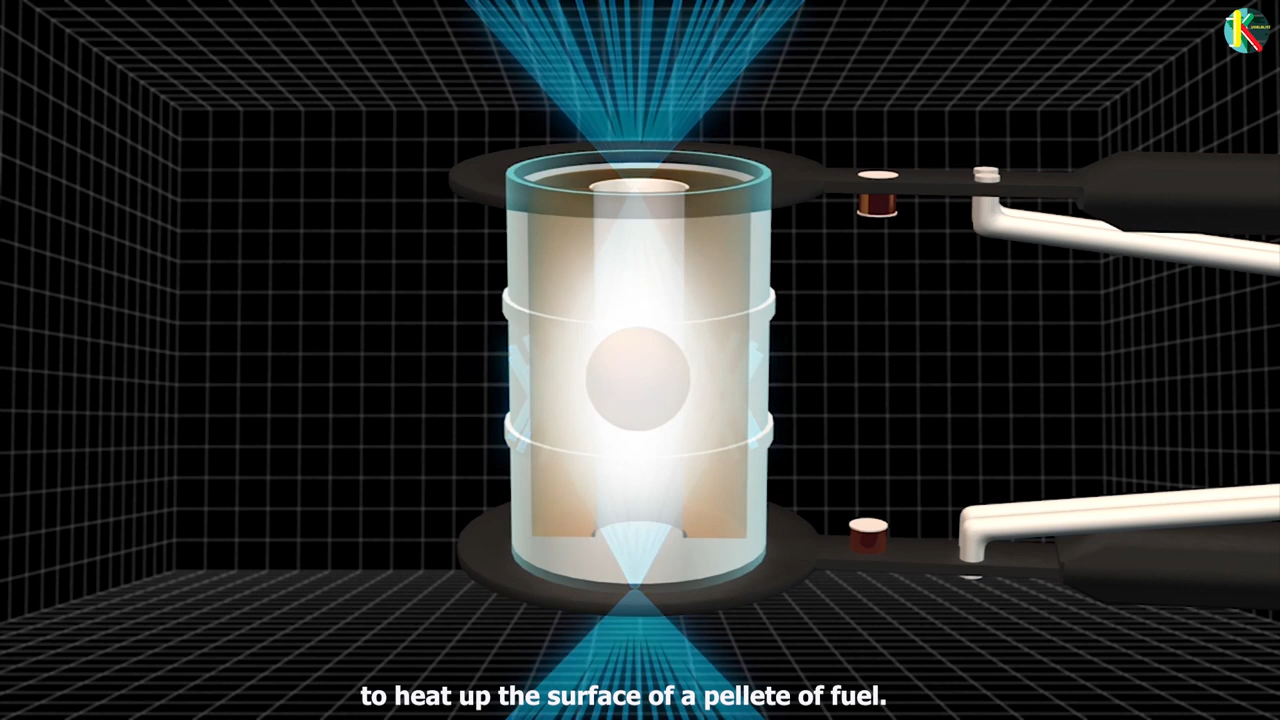 to heat up the surface of a pellete of fuel.